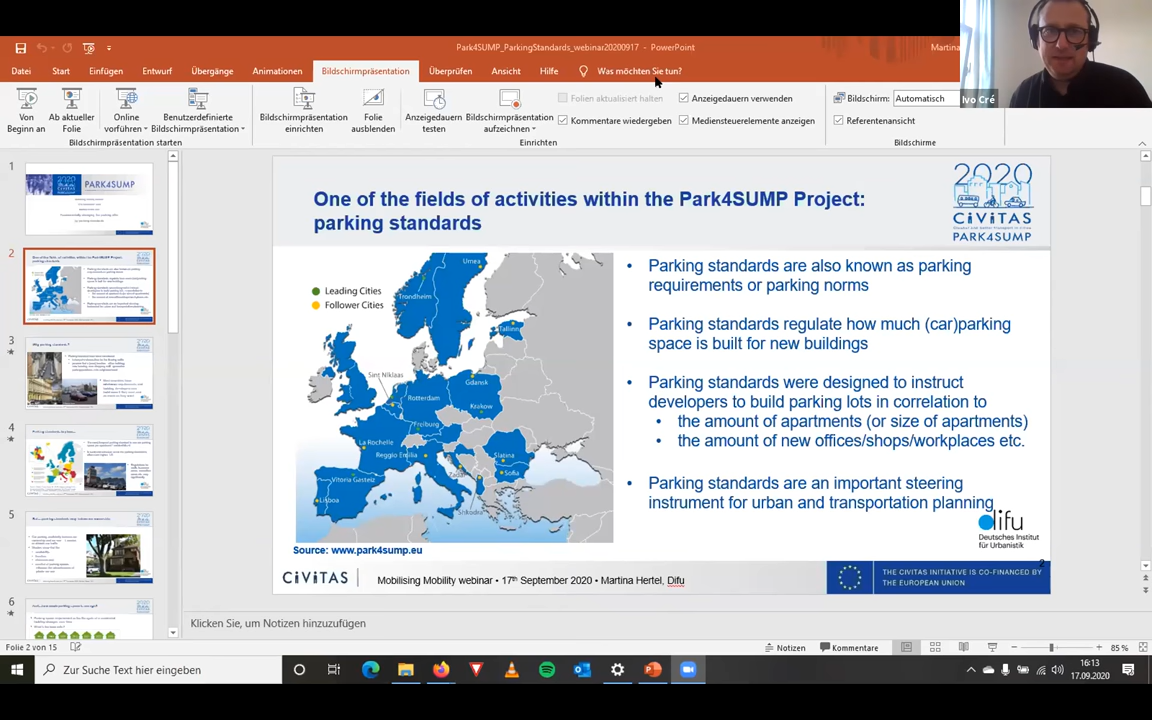 Park4SUMP_ParkingStandards_webinar20200917 - PowerPoint
Martina
Ivo Cré
Datei
Start
Einfügen
Entwurf
Übergänge
Animationen
Bildschirmpräsentation
Überprüfen
Ansicht
Hilfe
Was möchten Sie tun?
Von
Beginn an
Ab aktueller
Folie
Online
vorführen
Benutzerdefinierte
Bildschirmpräsentation
Bildschirmpräsentation starten
Bildschirmpräsentation
einrichten
Folie
ausblenden
Anzeigedauern
testen
Bildschirmpräsentation
aufzeichnen
Folien aktualisiert halten
Kommentare wiedergeben
Anzeigedauern verwenden
Mediensteuerelemente anzeigen
Einrichten
Bildschirm:
Automatisch
Referentenansicht
Bildschirme
1
2
3
4
5
6
One of the fields of activities within the Park4SUMP Project:
parking standards
2020
CIVITAS
PARK4SUMP
Leading Cities
Follower Cities
Umea
Trondheim
Tallinn
Sint Niklaas
Gdansk
Rotterdam
Krakow
Freiburg
La Rochelle
Reggio Emilia
Slatina
Zadar
Sofia
Vitoria Gasteiz
Lisboa
Shkodra
Source: www.park4sump.eu
• Parking standards are also known as parking
requirements or parking norms
• Parking standards regulate how much (car)parking
space is built for new buildings
• Parking standards were designed to instruct
developers to build parking lots in correlation to
• the amount of apartments (or size of apartments)
• the amount of new offices/shops/workplaces etc.
• Parking standards are an important steering
instrument for urban and transportation planning
difu
Deutsches Institut
für Urbanistik
2
CIVITAS
Mobilising Mobility webinar • 17th September 2020 • Martina Hertel, Difu
THE CIVITAS INITIATIVE IS CO-FINANCED BY
THE EUROPEAN UNION
Klicken Sie, um Notizen hinzuzufügen
Folie 2 von 15
Notizen
Kommentare
85 %
Zur Suche Text hier eingeben
16:13
17.09.2020